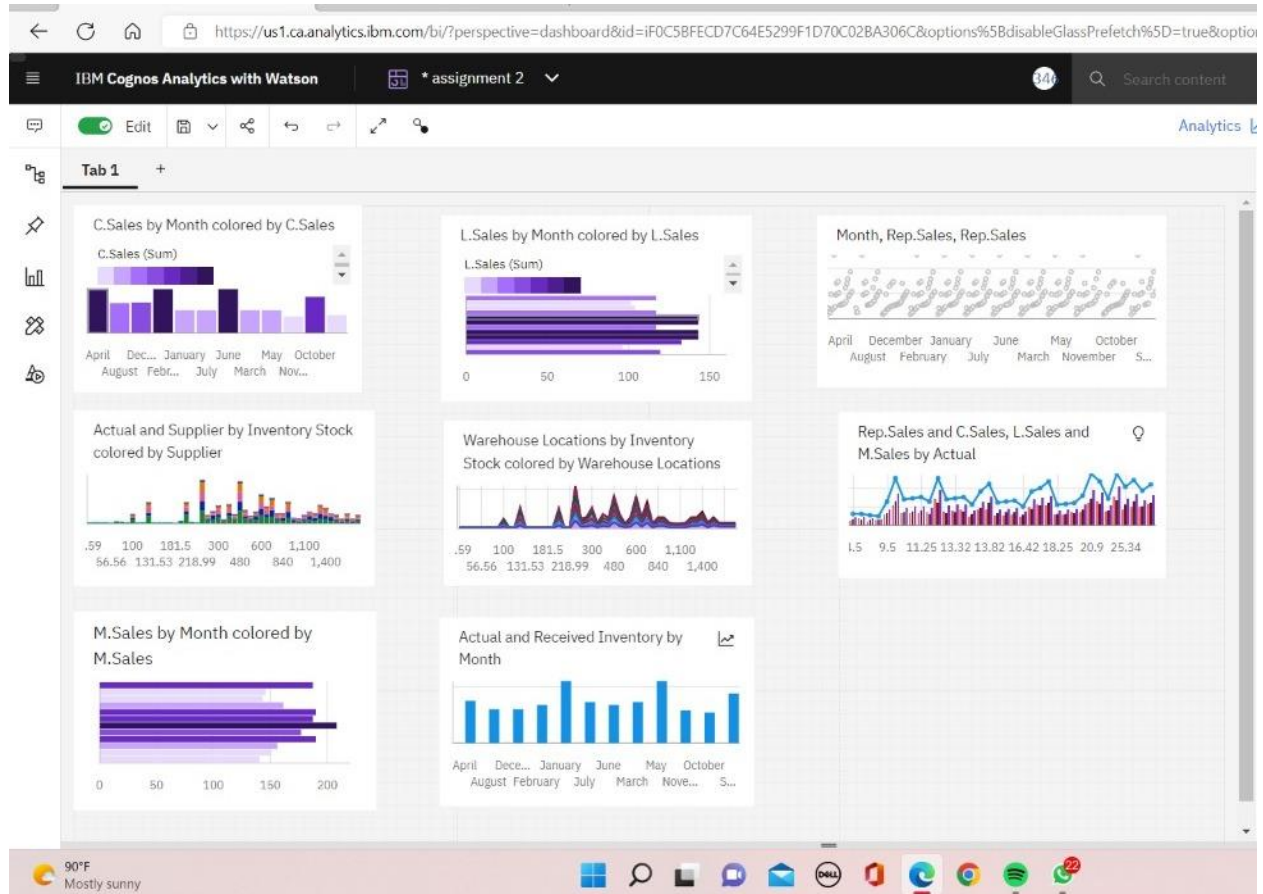 https://us1.ca.analytics.ibm.com/bi/?perspective=dashboard&id=iF0C5BFECD7C64E5299F1D70C02BA306C&options%5BdisableGlassPrefetch%5D=true&optio
IBM Cognos Analytics with Watson
* assignment 2
346
Search content
Edit
Analytics
Tab 1 +
C.Sales by Month colored by C.Sales
C.Sales (Sum)
April Dec... January June May October
August Febr... July March Nov...
L.Sales by Month colored by L.Sales
L.Sales (Sum)
0 50 100 150
Month, Rep.Sales, Rep.Sales
April December January June May October
August February July March November S...
Actual and Supplier by Inventory Stock
colored by Supplier
.59 100 181.5 300 600 1,100
56.56 131.53 218.99 480 840 1,400
Warehouse Locations by Inventory
Stock colored by Warehouse Locations
.59 100 181.5 300 600 1,100
56.56 131.53 218.99 480 840 1,400
Rep.Sales and C.Sales, L.Sales and
M.Sales by Actual
1.5 9.5 11.25 13.32 13.82 16.42 18.25 20.9 25.34
M.Sales by Month colored by
M.Sales
0 50 100 150 200
Actual and Received Inventory by
Month
April Dece... January June May October
August February July March Nove... S...
90°F
Mostly sunny
DELL
22